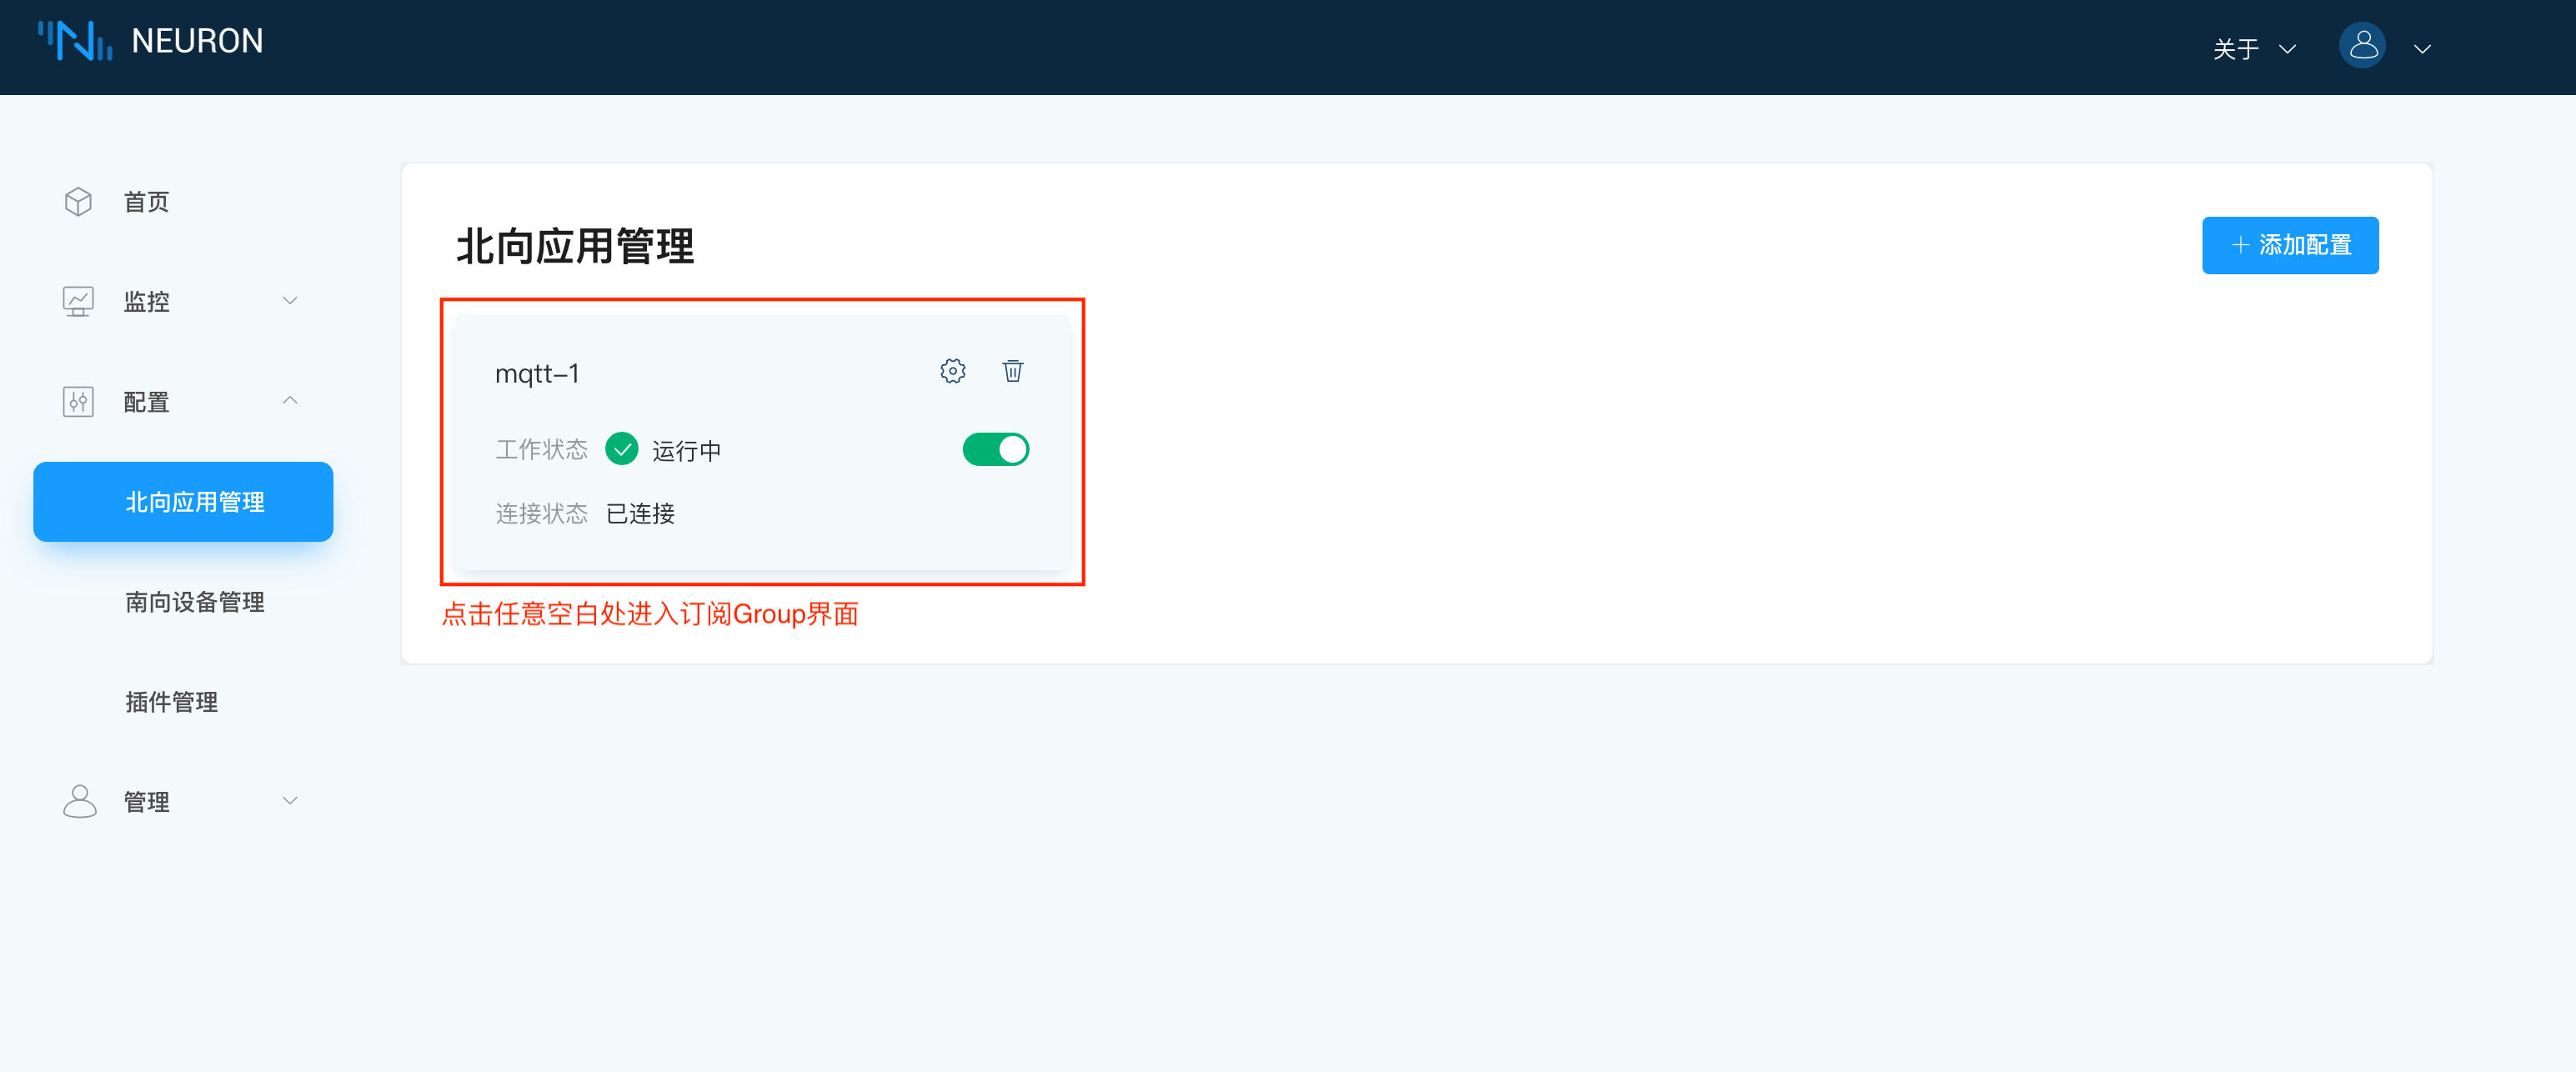 NEURON
关于
首页
监控
配置
北向应用管理
南向设备管理
插件管理
管理
北向应用管理
添加配置
mqtt-1
工作状态 运行中
连接状态 已连接
点击任意空白处进入订阅Group界面